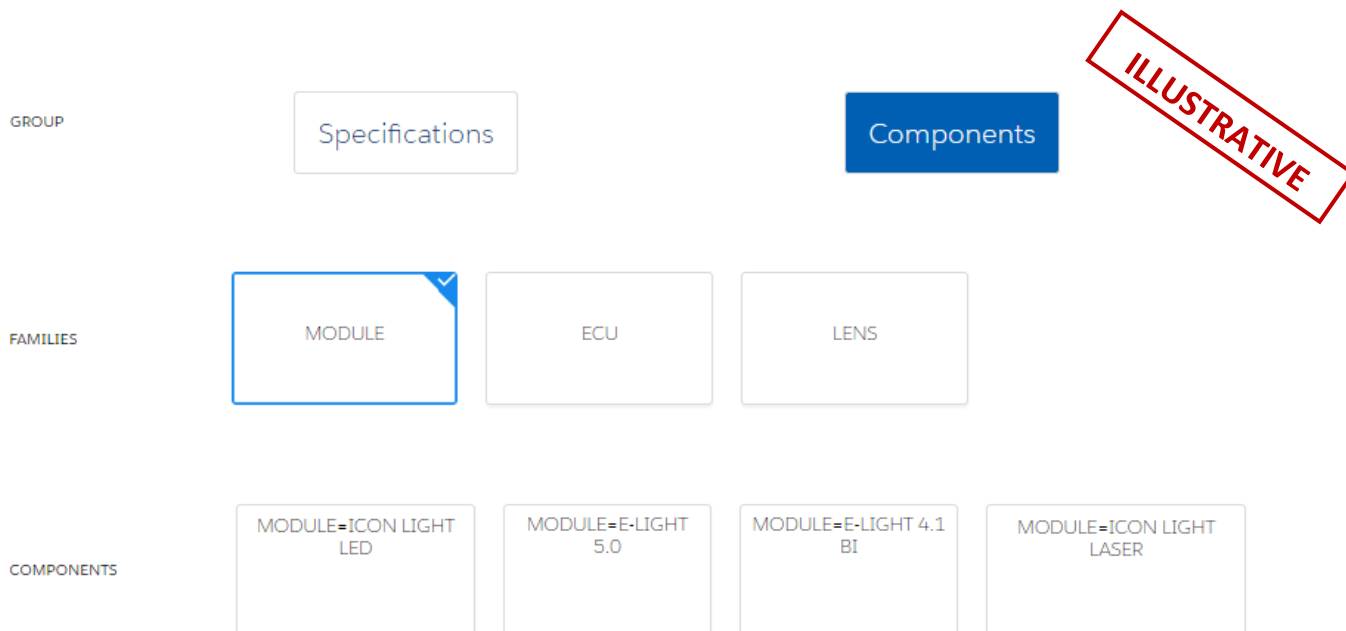 ILLUSTRATIVE
GROUP
Specifications
Components
FAMILIES
MODULE
ECU
LENS
COMPONENTS
MODULE=ICON LIGHT
LED
MODULE=E-LIGHT
5.0
MODULE=E-LIGHT 4.1
BI
MODULE=ICON LIGHT
LASER